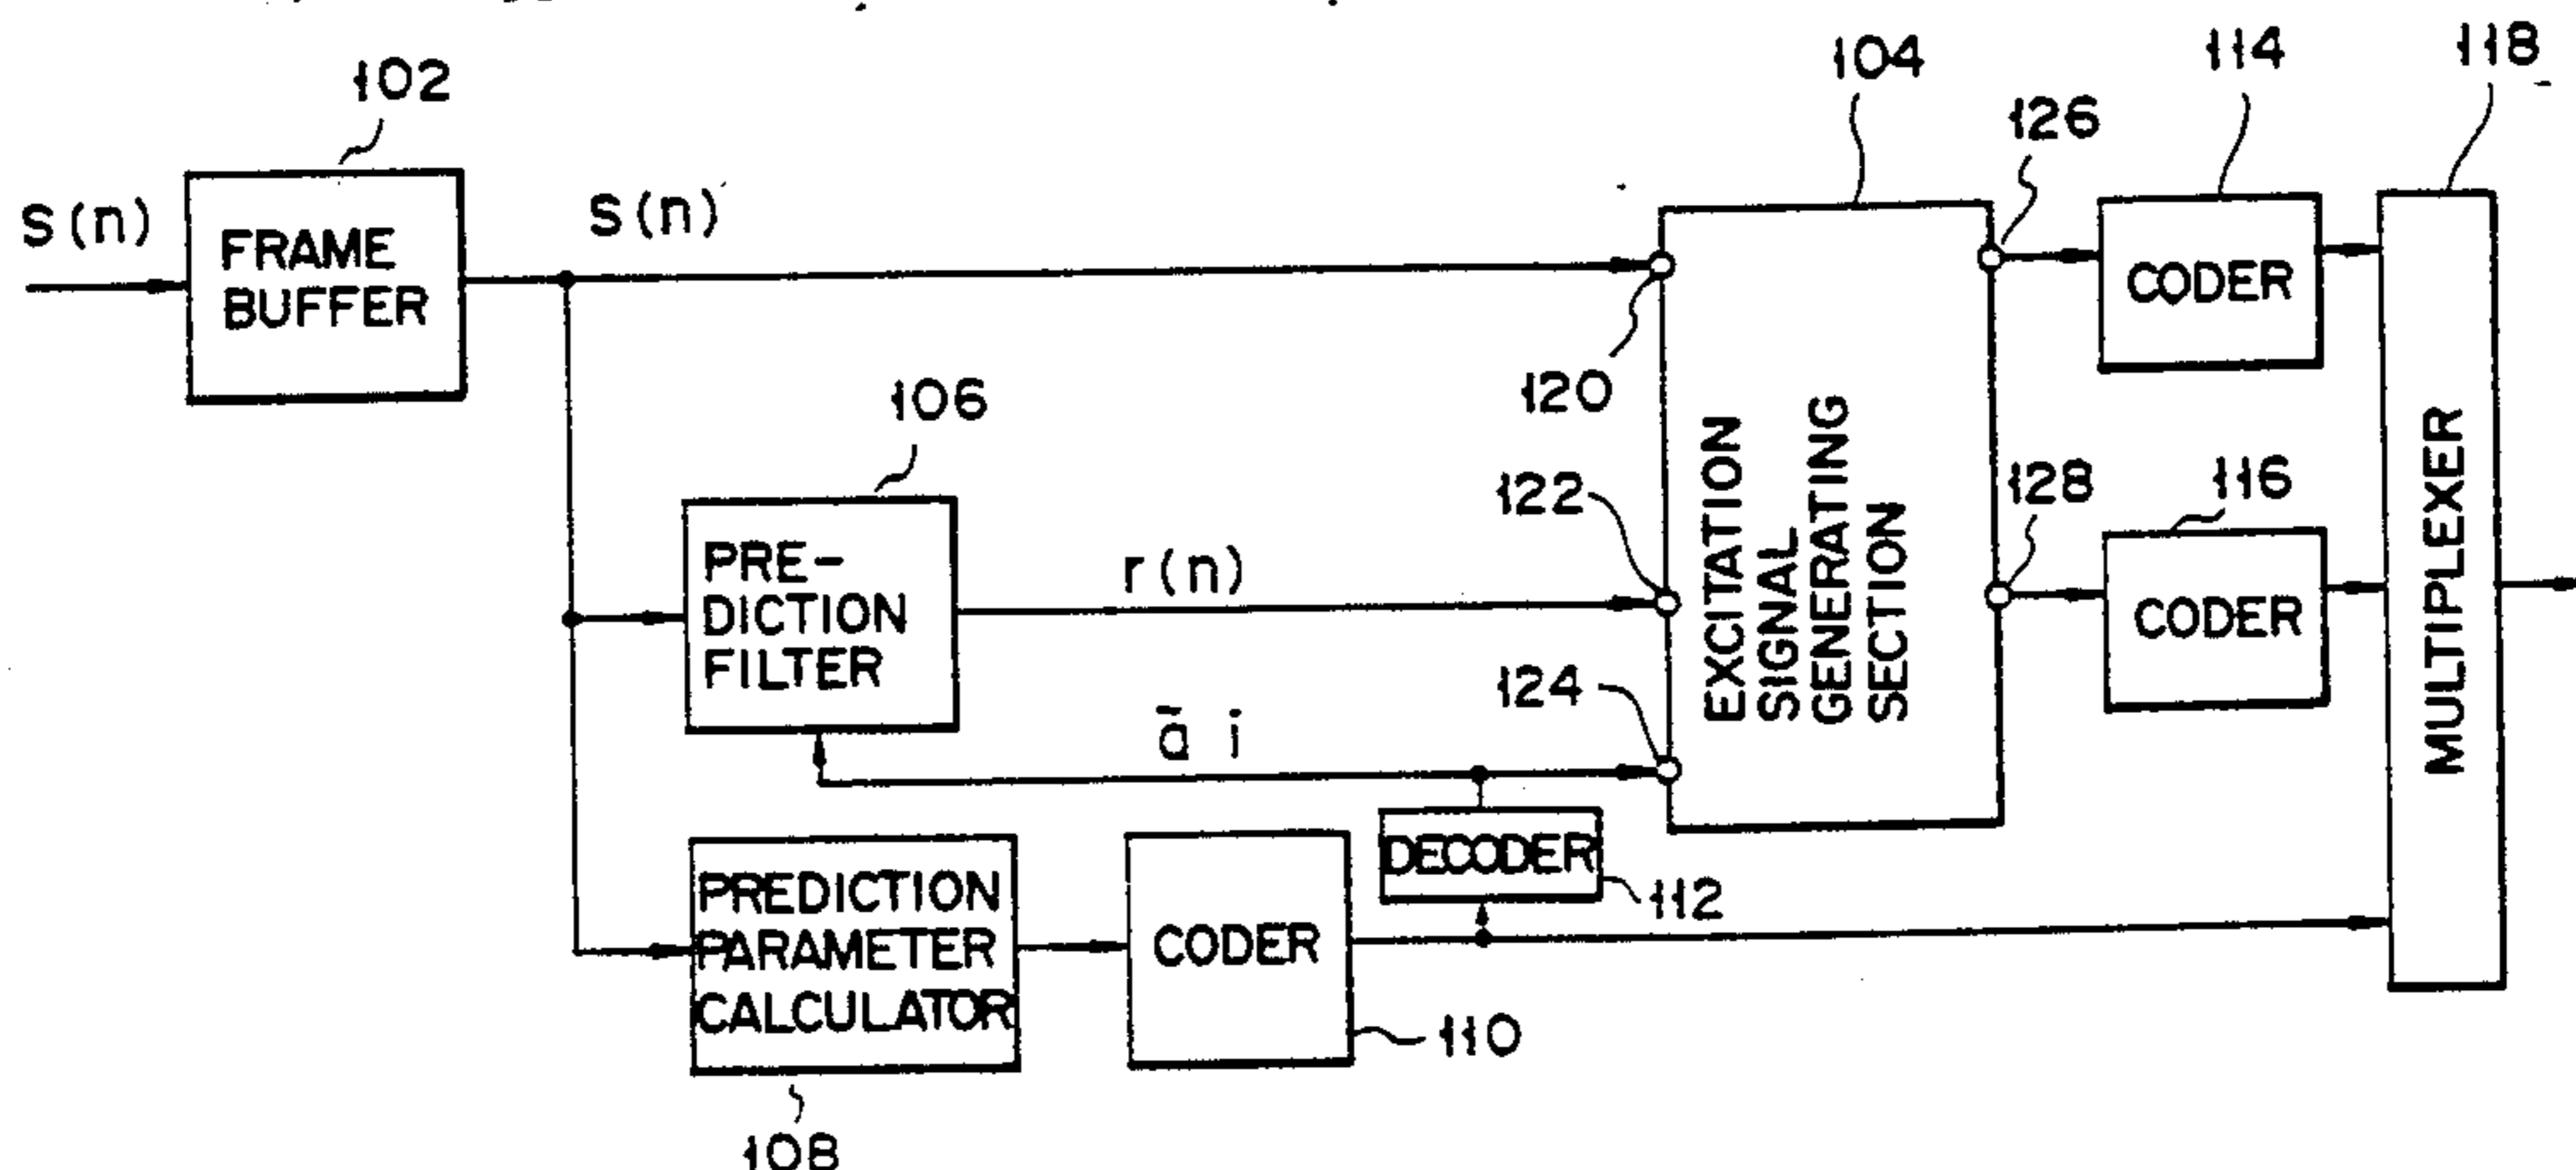 102
104
114
118
126
S(n)
FRAME
BUFFER
S(n)
CODER
120
106
122
EXCITATION
SIGNAL
GENERATING
SECTION
128
116
MULTIPLEXER
PRE-
DICTION
FILTER
r(n)
CODER
124
ā i
DECODER
112
PREDICTION
PARAMETER
CALCULATOR
CODER
110
108